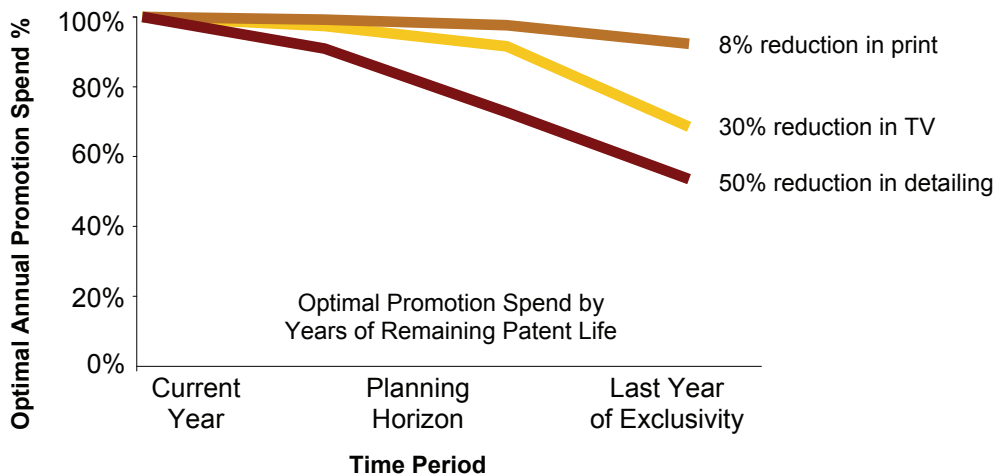 Optimal Annual Promotion Spend %
100%
80%
60%
40%
20%
0%
8% reduction in print
30% reduction in TV
50% reduction in detailing
Optimal Promotion Spend by
Years of Remaining Patent Life
Current
Year
Planning
Horizon
Last Year
of Exclusivity
Time Period